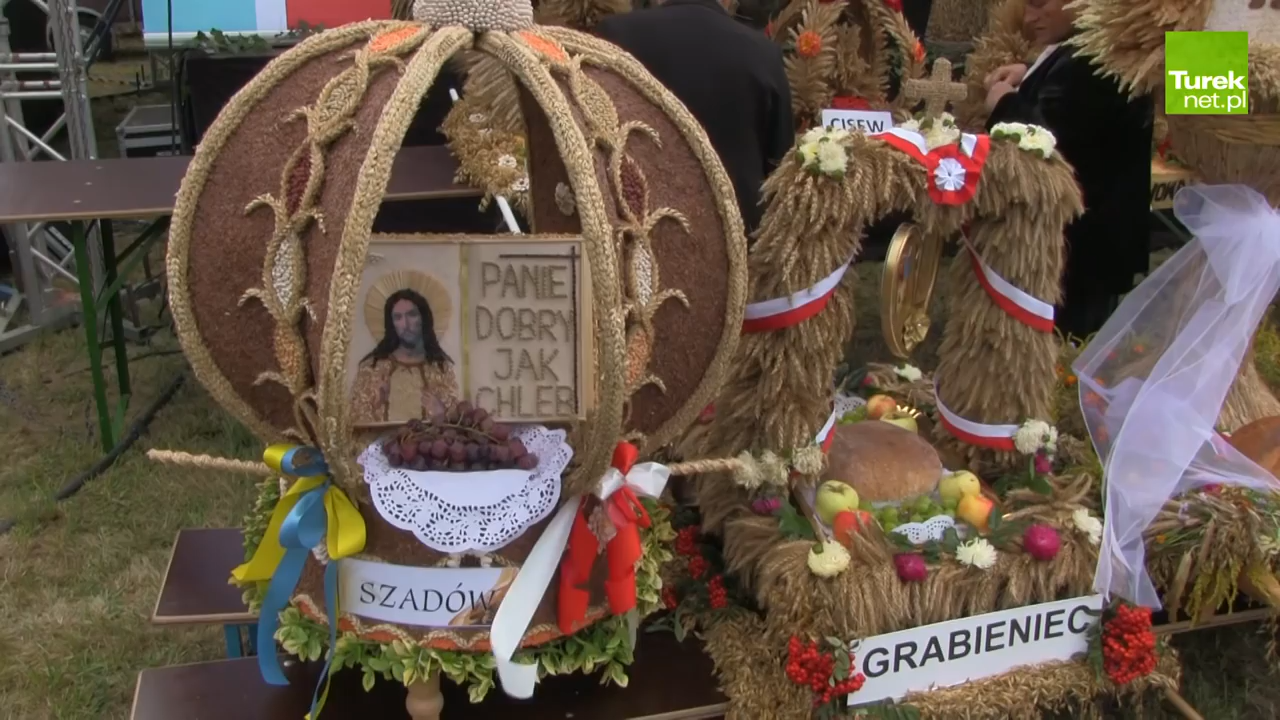 Turek
net.pl
CISEW
PANIE
DOBRY
JAK
CHLEB
SZADÓW
GRABIENIEC